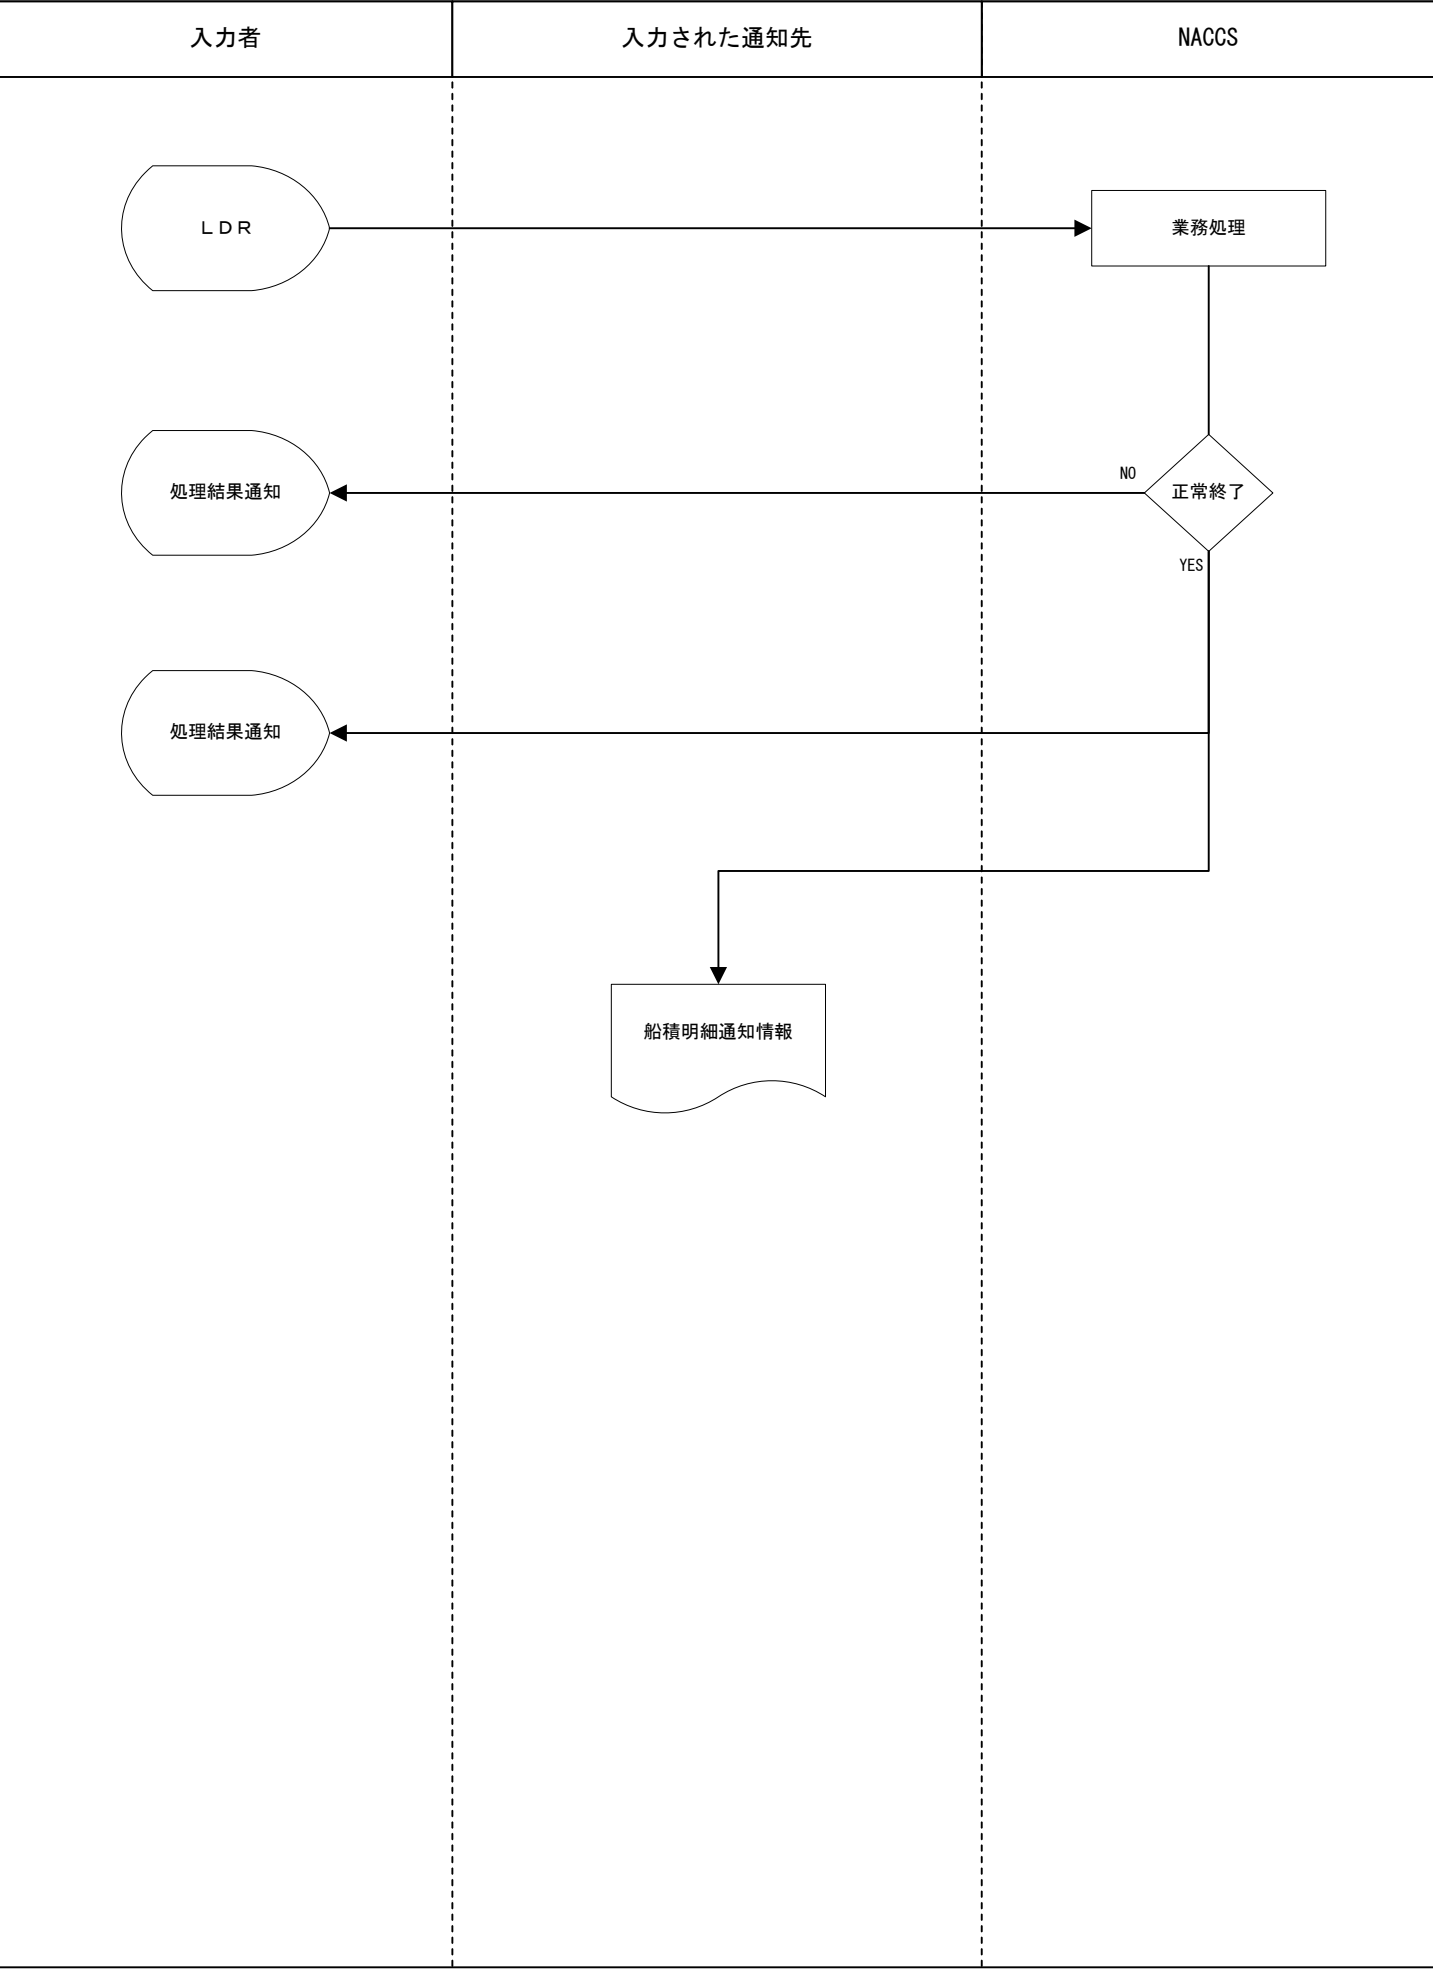 入力者
入力された通知先
NACCS
ＬＤＲ
業務処理
処理結果通知
NO
正常終了
YES
処理結果通知
船積明細通知情報